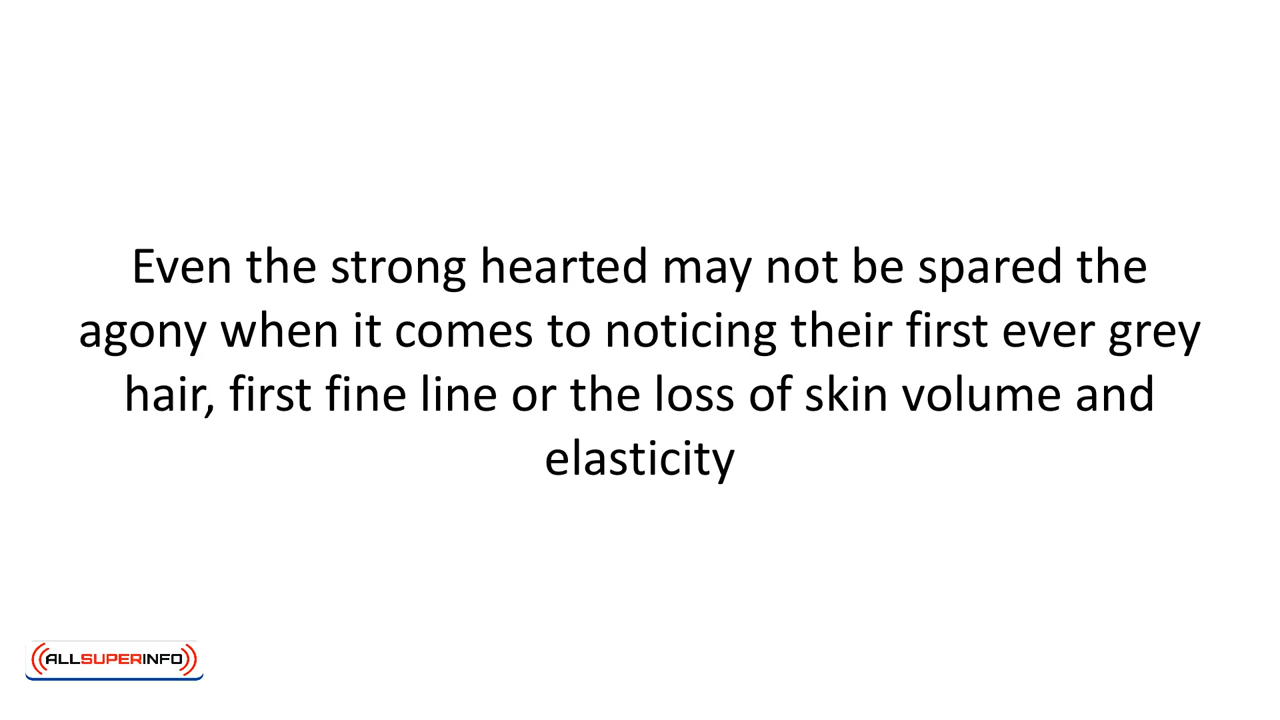 Even the strong hearted may not be spared the
agony when it comes to noticing their first ever grey
hair, first fine line or the loss of skin volume and
elasticity
ALLSUPERINFO